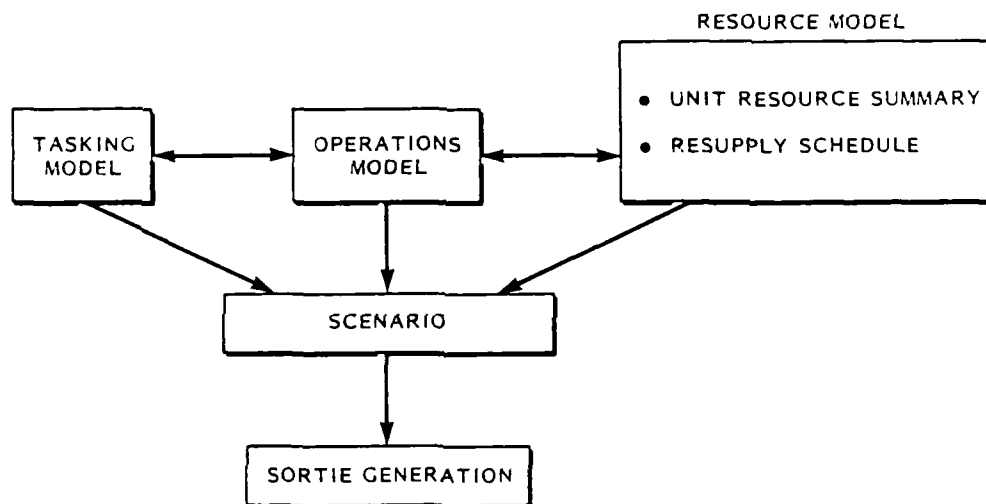 RESOURCE MODEL
TASKING
MODEL
OPERATIONS
MODEL
• UNIT RESOURCE SUMMARY
• RESUPPLY SCHEDULE
SCENARIO
SORTIE GENERATION